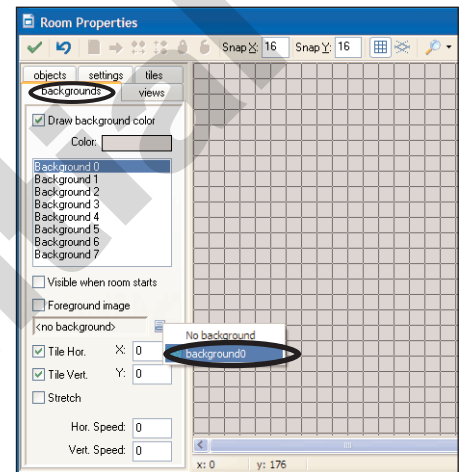 Room Properties
Snap X: 16 Snap Y: 16
objects settings tiles
backgrounds views
Draw background color
Color:
Background 0
Background 1
Background 2
Background 3
Background 4
Background 5
Background 6
Background 7
Visible when room starts
Foreground image
<no background>
No background
background0
Tile Hor. X: 0
Tile Vert. Y: 0
Stretch
Hor. Speed: 0
Vert. Speed: 0
x: 0 y: 176